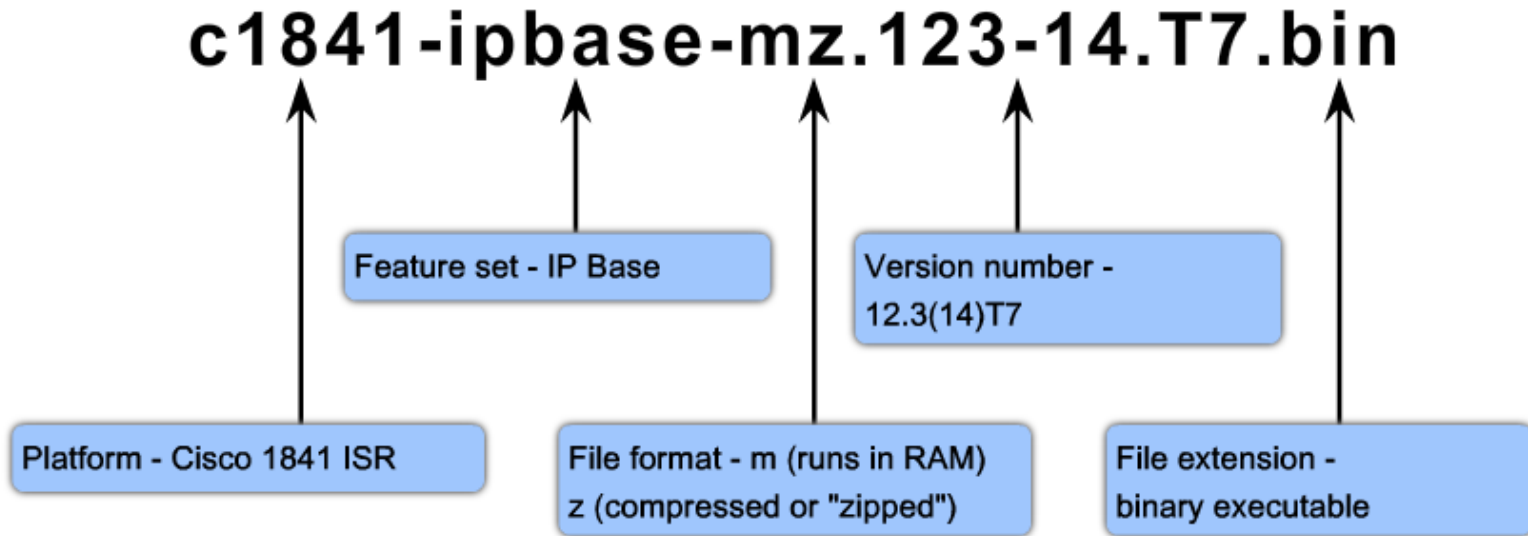 c1841-ipbase-mz.123-14.T7.bin
Feature set - IP Base
Version number -
12.3(14)T7
Platform - Cisco 1841 ISR
File format - m (runs in RAM)
z (compressed or "zipped")
File extension -
binary executable